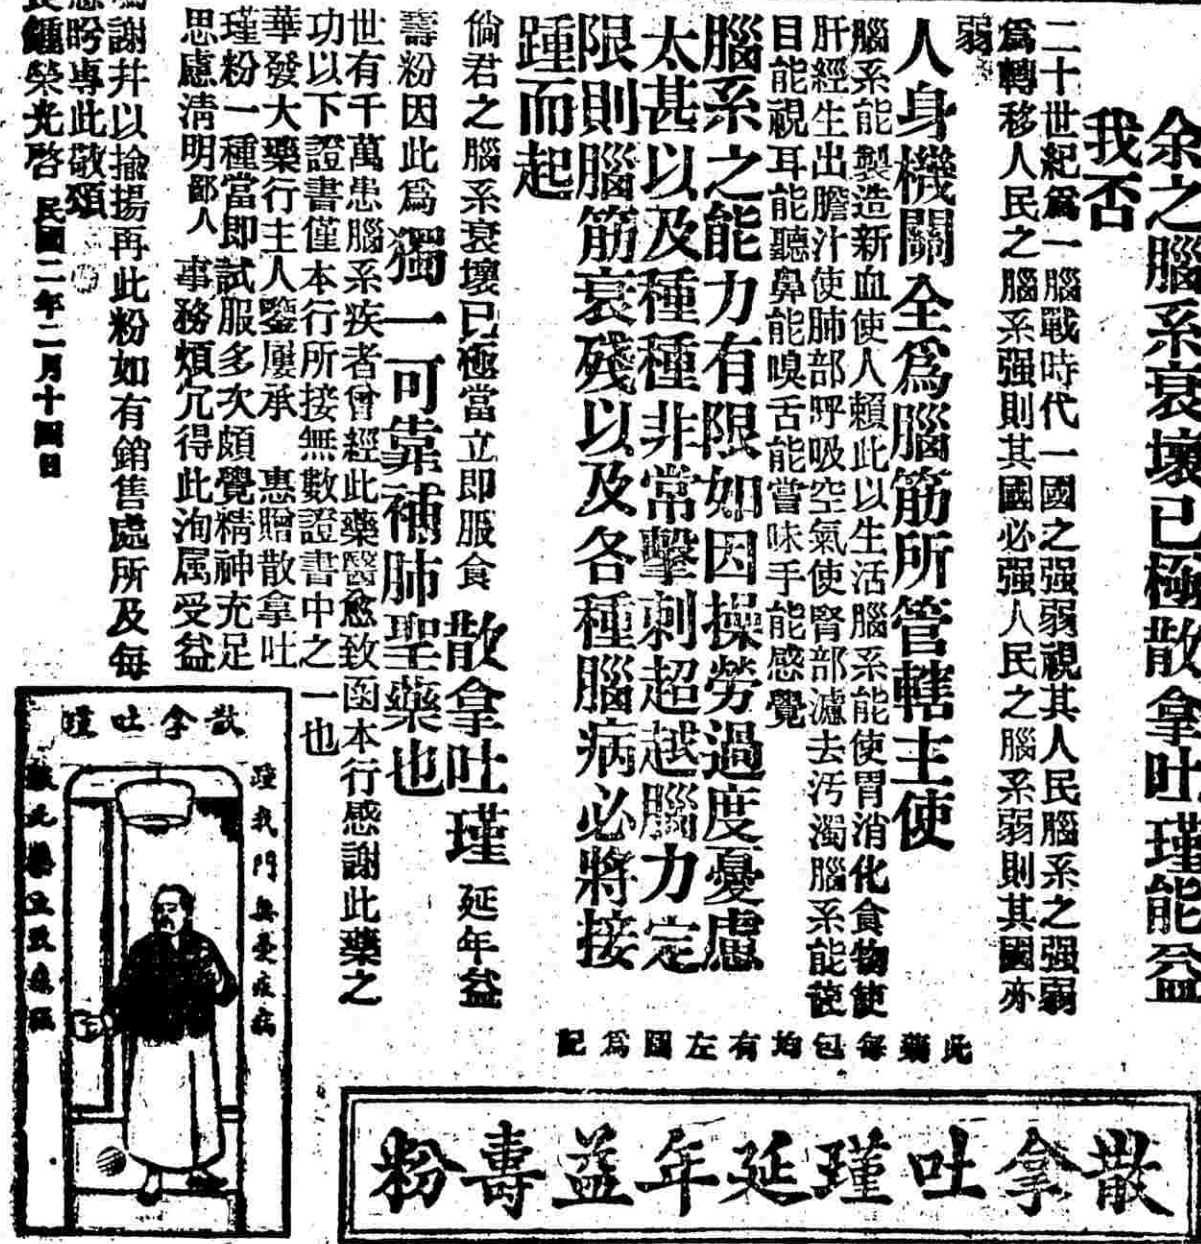 余之腦系衰壞已極散拿吐瑾能益
我否
二十世紀爲一腦戰時代一國之强弱視其人民腦系之强弱
爲轉移人民之腦系强則其國必强人民之腦系弱則其國亦
弱
人身機關全爲腦筋所管轄主使
腦系能製造新血使人賴此以生活腦系能使胃消化食物使
肝經生出膽汁使肺部呼吸空氣使腎部濾去汚濁腦系能使
目能視耳能聽鼻能嗅舌能嘗味手能感覺
腦系之能力有限如因操勞過度憂慮
太甚以及種種非常擊刺超越腦力定
限則腦筋衰殘以及各種腦病必將接
踵而起
倘君之腦系衰壞已極當立即服食散拿吐瑾延年益
壽粉因此爲獨一可靠補肺聖藥也
世有千萬患腦系疾者曾經此藥醫愈致函本行感謝此藥之
功以下證書僅本行所接無數證書中之一也
華發大藥行主人鑒屢承 惠贈散拿吐
瑾粉一種當即試服多次頗覺精神充足
思慮淸明鄙人 事務煩冗得此洵屬受益
謝幷以揄揚再此粉如有銷售處所及每
盼專此敬頌
榮光啓 民國二年二月十四日
散拿吐瑾
我門無憂疾病
此藥每包均有左圖爲記
散拿吐瑾延年益壽粉